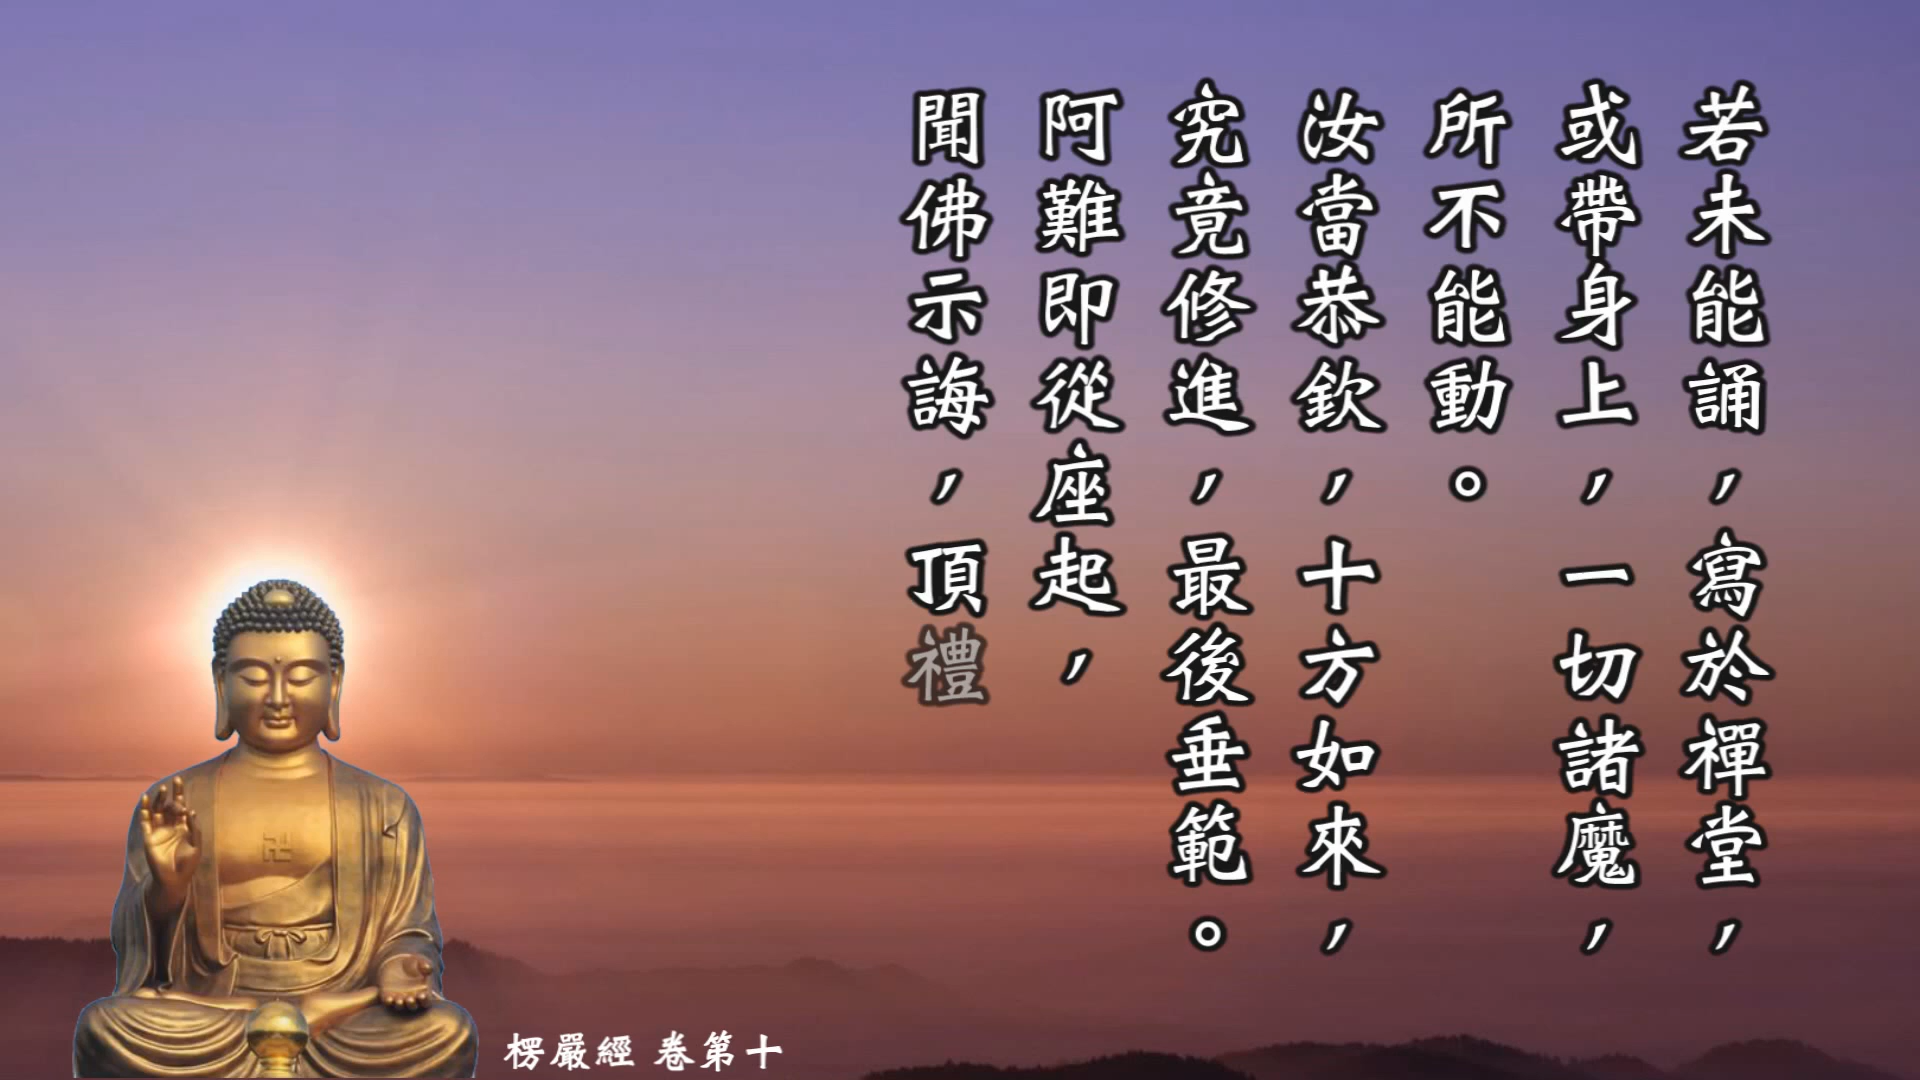 若未能誦，寫於禪堂，
或帶身上，一切諸魔，
所不能動。
汝當恭欽，十方如來，
究竟修進，最後垂範。
阿難即從座起，
聞佛示誨，頂禮
卍
楞嚴經 卷第十